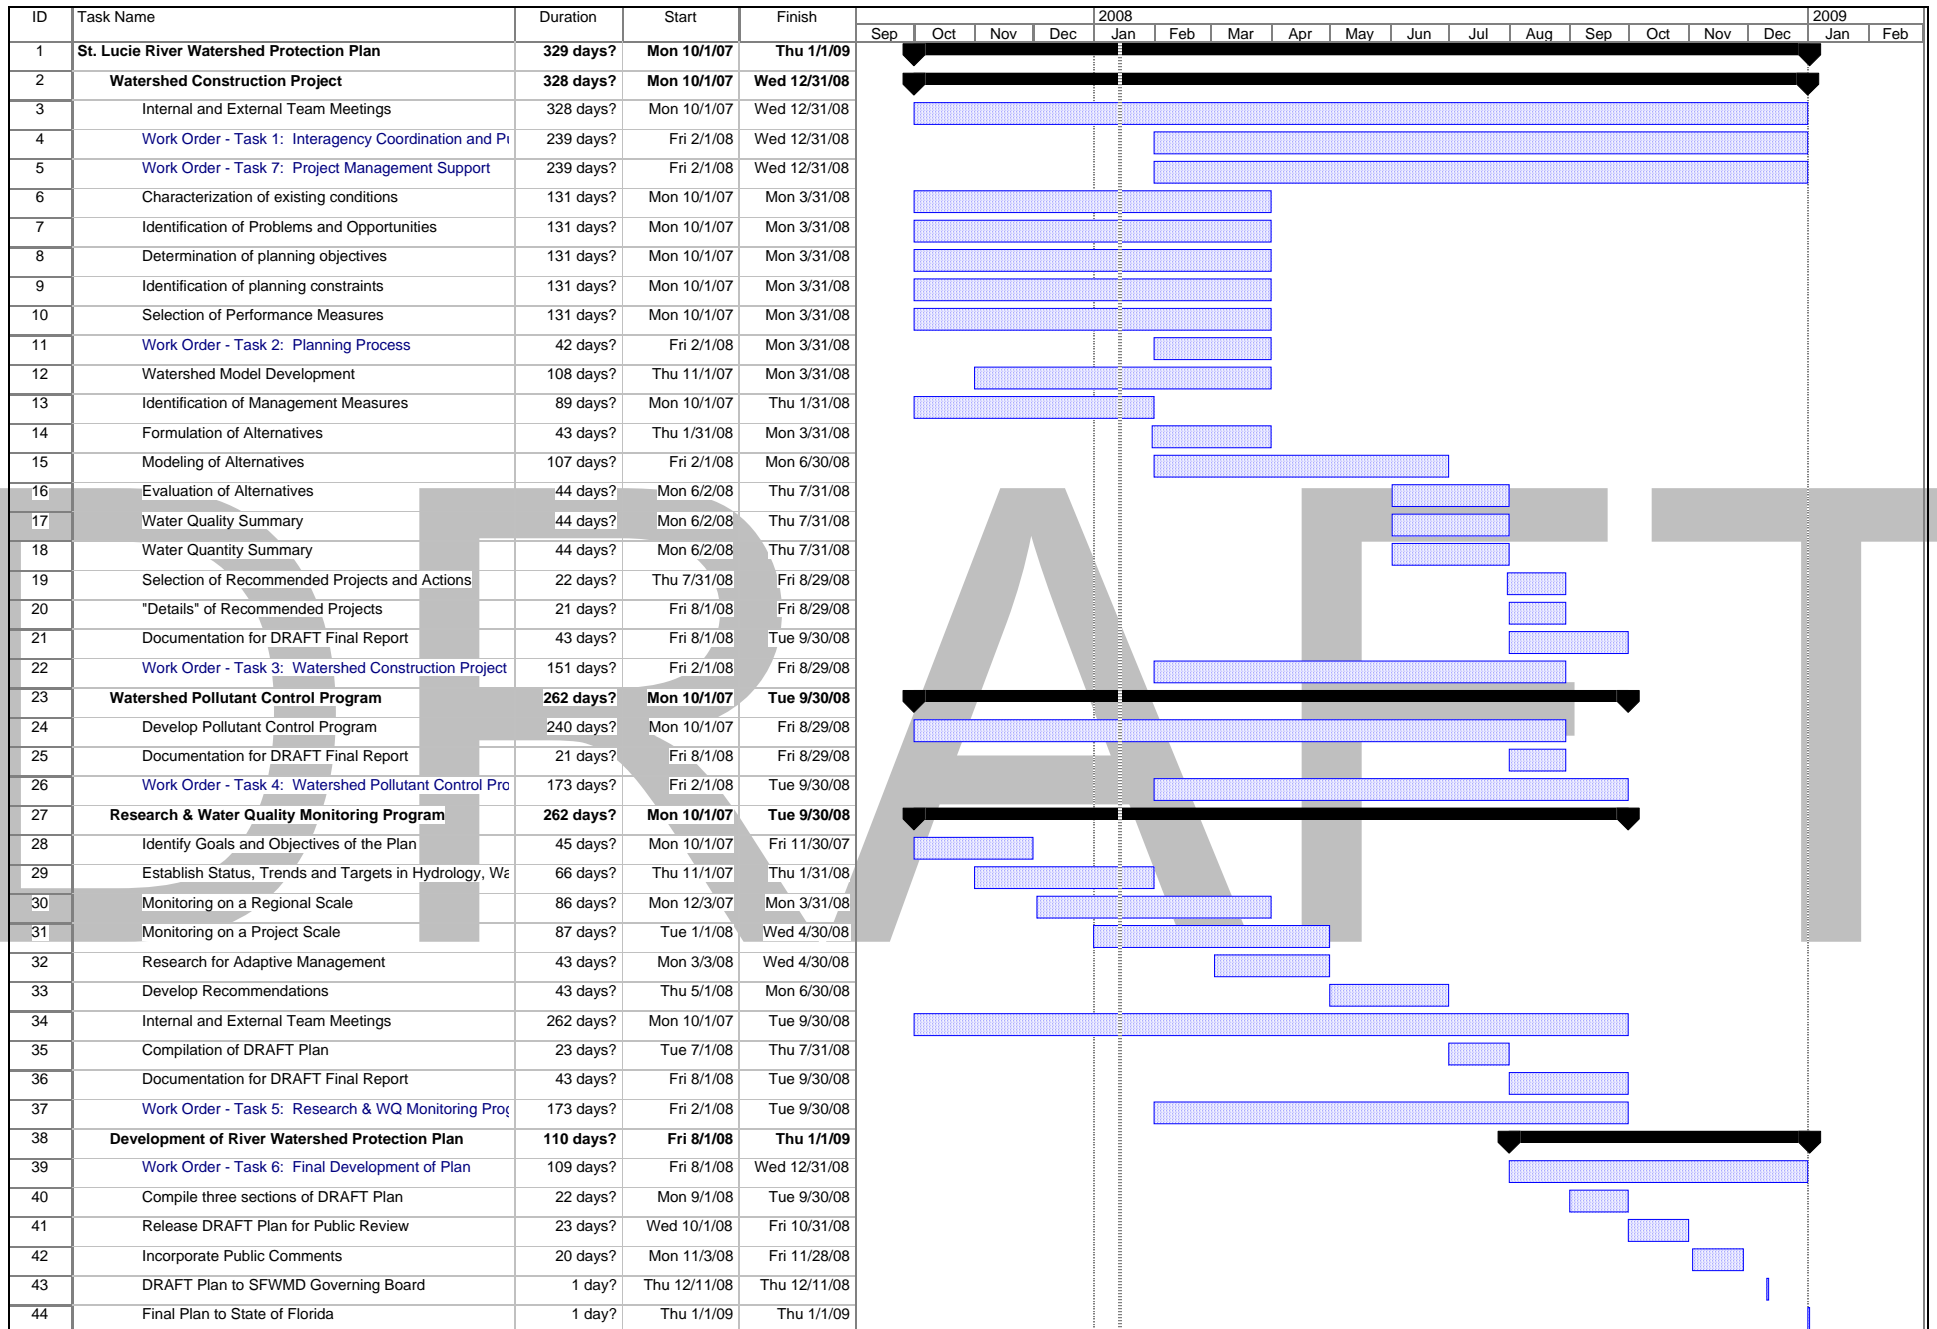 ID Task Name Duration Start Finish 2008 2009
Sep Oct Nov Dec Jan Feb Mar Apr May Jun Jul Aug Sep Oct Nov Dec Jan Feb
1 St. Lucie River Watershed Protection Plan 329 days? Mon 10/1/07 Thu 1/1/09
2 Watershed Construction Project 328 days? Mon 10/1/07 Wed 12/31/08
3 Internal and External Team Meetings 328 days? Mon 10/1/07 Wed 12/31/08
4 Work Order - Task 1: Interagency Coordination and Pu 239 days? Fri 2/1/08 Wed 12/31/08
5 Work Order - Task 7: Project Management Support 239 days? Fri 2/1/08 Wed 12/31/08
6 Characterization of existing conditions 131 days? Mon 10/1/07 Mon 3/31/08
7 Identification of Problems and Opportunities 131 days? Mon 10/1/07 Mon 3/31/08
8 Determination of planning objectives 131 days? Mon 10/1/07 Mon 3/31/08
9 Identification of planning constraints 131 days? Mon 10/1/07 Mon 3/31/08
10 Selection of Performance Measures 131 days? Mon 10/1/07 Mon 3/31/08
11 Work Order - Task 2: Planning Process 42 days? Fri 2/1/08 Mon 3/31/08
12 Watershed Model Development 108 days? Thu 11/1/07 Mon 3/31/08
13 Identification of Management Measures 89 days? Mon 10/1/07 Thu 1/31/08
14 Formulation of Alternatives 43 days? Thu 1/31/08 Mon 3/31/08
15 Modeling of Alternatives 107 days? Fri 2/1/08 Mon 6/30/08
16 Evaluation of Alternatives 44 days? Mon 6/2/08 Thu 7/31/08
17 Water Quality Summary 44 days? Mon 6/2/08 Thu 7/31/08
18 Water Quantity Summary 44 days? Mon 6/2/08 Thu 7/31/08
19 Selection of Recommended Projects and Actions 22 days? Thu 7/31/08 Fri 8/29/08
20 "Details" of Recommended Projects 21 days? Fri 8/1/08 Fri 8/29/08
21 Documentation for DRAFT Final Report 43 days? Fri 8/1/08 Tue 9/30/08
22 Work Order - Task 3: Watershed Construction Project 151 days? Fri 2/1/08 Fri 8/29/08
23 Watershed Pollutant Control Program 262 days? Mon 10/1/07 Tue 9/30/08
24 Develop Pollutant Control Program 240 days? Mon 10/1/07 Fri 8/29/08
25 Documentation for DRAFT Final Report 21 days? Fri 8/1/08 Fri 8/29/08
26 Work Order - Task 4: Watershed Pollutant Control Pro 173 days? Fri 2/1/08 Tue 9/30/08
27 Research & Water Quality Monitoring Program 262 days? Mon 10/1/07 Tue 9/30/08
28 Identify Goals and Objectives of the Plan 45 days? Mon 10/1/07 Fri 11/30/07
29 Establish Status, Trends and Targets in Hydrology, Wa 66 days? Thu 11/1/07 Thu 1/31/08
30 Monitoring on a Regional Scale 86 days? Mon 12/3/07 Mon 3/31/08
31 Monitoring on a Project Scale 87 days? Tue 1/1/08 Wed 4/30/08
32 Research for Adaptive Management 43 days? Mon 3/3/08 Wed 4/30/08
33 Develop Recommendations 43 days? Thu 5/1/08 Mon 6/30/08
34 Internal and External Team Meetings 262 days? Mon 10/1/07 Tue 9/30/08
35 Compilation of DRAFT Plan 23 days? Tue 7/1/08 Thu 7/31/08
36 Documentation for DRAFT Final Report 43 days? Fri 8/1/08 Tue 9/30/08
37 Work Order - Task 5: Research & WQ Monitoring Prog 173 days? Fri 2/1/08 Tue 9/30/08
38 Development of River Watershed Protection Plan 110 days? Fri 8/1/08 Thu 1/1/09
39 Work Order - Task 6: Final Development of Plan 109 days? Fri 8/1/08 Wed 12/31/08
40 Compile three sections of DRAFT Plan 22 days? Mon 9/1/08 Tue 9/30/08
41 Release DRAFT Plan for Public Review 23 days? Wed 10/1/08 Fri 10/31/08
42 Incorporate Public Comments 20 days? Mon 11/3/08 Fri 11/28/08
43 DRAFT Plan to SFWMD Governing Board 1 day? Thu 12/11/08 Thu 12/11/08
44 Final Plan to State of Florida 1 day? Thu 1/1/09 Thu 1/1/09
DRAFT